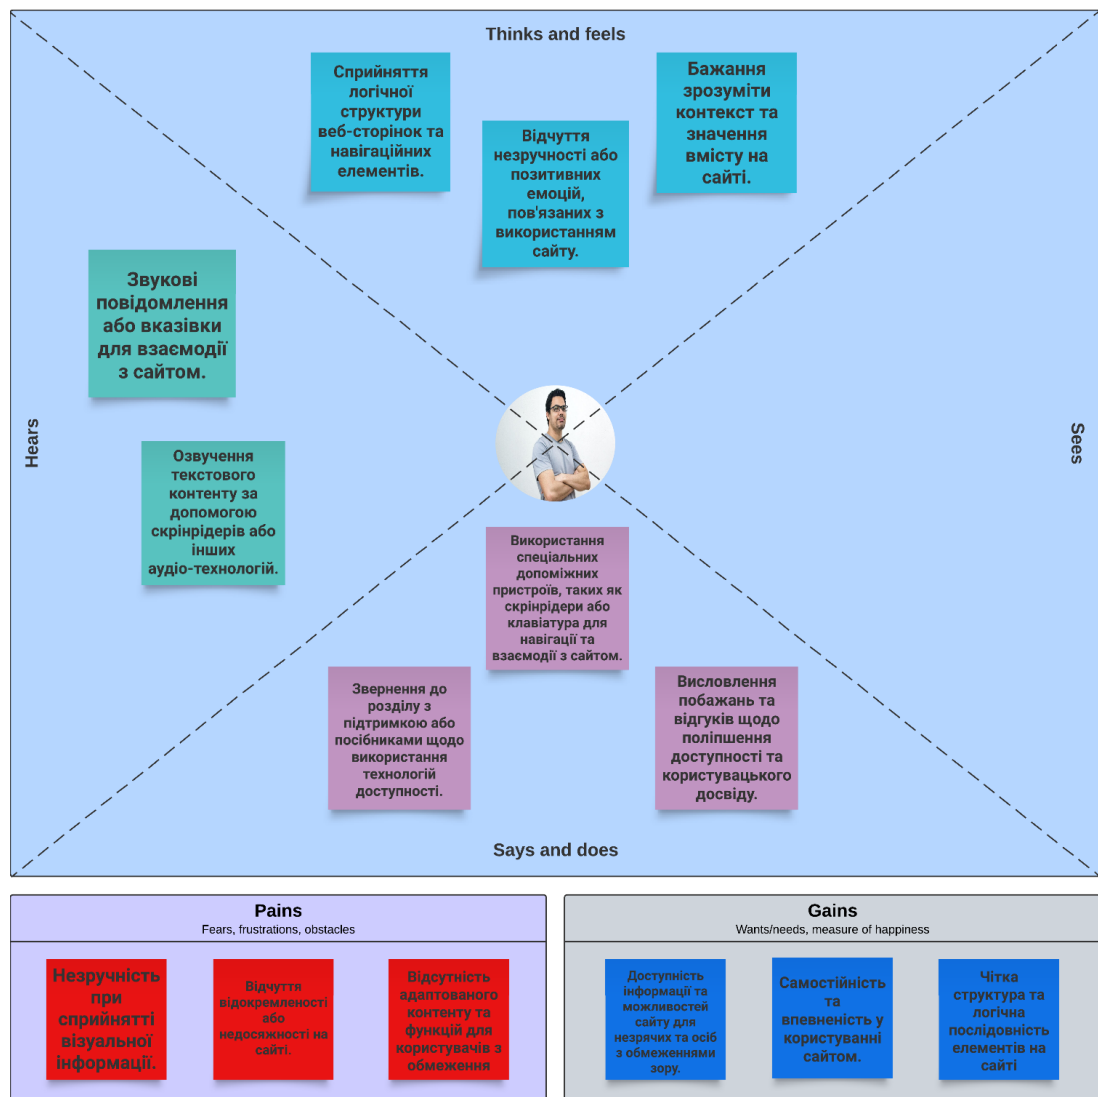 Thinks and feels
Сприйняття
логічної
структури
веб-сторінок та
навігаційних
елементів.
Відчуття
незручності або
позитивних
емоцій,
пов'язаних з
використанням
сайту.
Бажання
зрозуміти
контекст та
значення
вмісту на
сайті.
Звукові
повідомлення
або вказівки
для взаємодії
з сайтом.
Hears
Озвучення
текстового
контенту за
допомогою
скрінрідерів або
інших
аудіо-технологій.
Sees
Використання
спеціальних
допоміжних
пристроїв, таких як
скрінрідери або
клавіатура для
навігації та
взаємодії з сайтом.
Звернення до
розділу з
підтримкою або
посібниками щодо
використання
технологій
доступності.
Висловлення
побажань та
відгуків щодо
поліпшення
доступності та
користувацького
досвіду.
Says and does
Pains
Fears, frustrations, obstacles
Незручність
при
сприйнятті
візуальної
інформації.
Відчуття
відокремленості
або
недосяжності на
сайті.
Відсутність
адаптованого
контенту та
функцій для
користувачів з
обмеження
Gains
Wants/needs, measure of happiness
Доступність
інформації та
можливостей
сайту для
незрячих та осіб
з обмеженнями
зору.
Самостійність
та
впевненість у
користуванні
сайтом.
Чітка
структура та
логічна
послідовність
елементів на
сайті